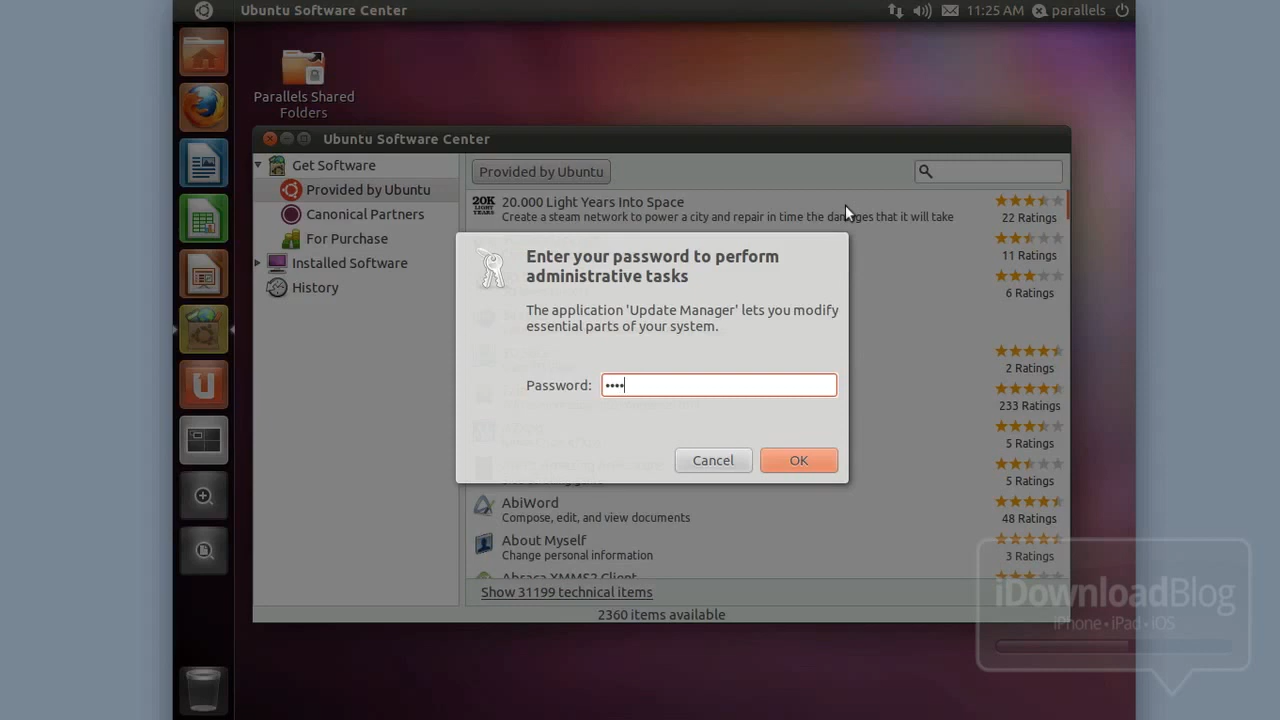 Ubuntu Software Center
11:25 AM parallels
Parallels Shared
Folders
Ubuntu Software Center
Get Software
Provided by Ubuntu
Canonical Partners
For Purchase
Installed Software
History
Provided by Ubuntu
20K
LIGHT
YEARS
20.000 Light Years Into Space
Create a steam network to power a city and repair in time the damages that it will take
22 Ratings
11 Ratings
6 Ratings
2 Ratings
233 Ratings
5 Ratings
5 Ratings
Enter your password to perform
administrative tasks
The application 'Update Manager' lets you modify
essential parts of your system.
Password: ••••
Cancel OK
AbiWord
Compose, edit, and view documents
48 Ratings
About Myself
Change personal information
3 Ratings
Abraca XMMS2 Client
Show 31199 technical items
2360 items available
iDownloadBlog
iPhone • iPad • iOS